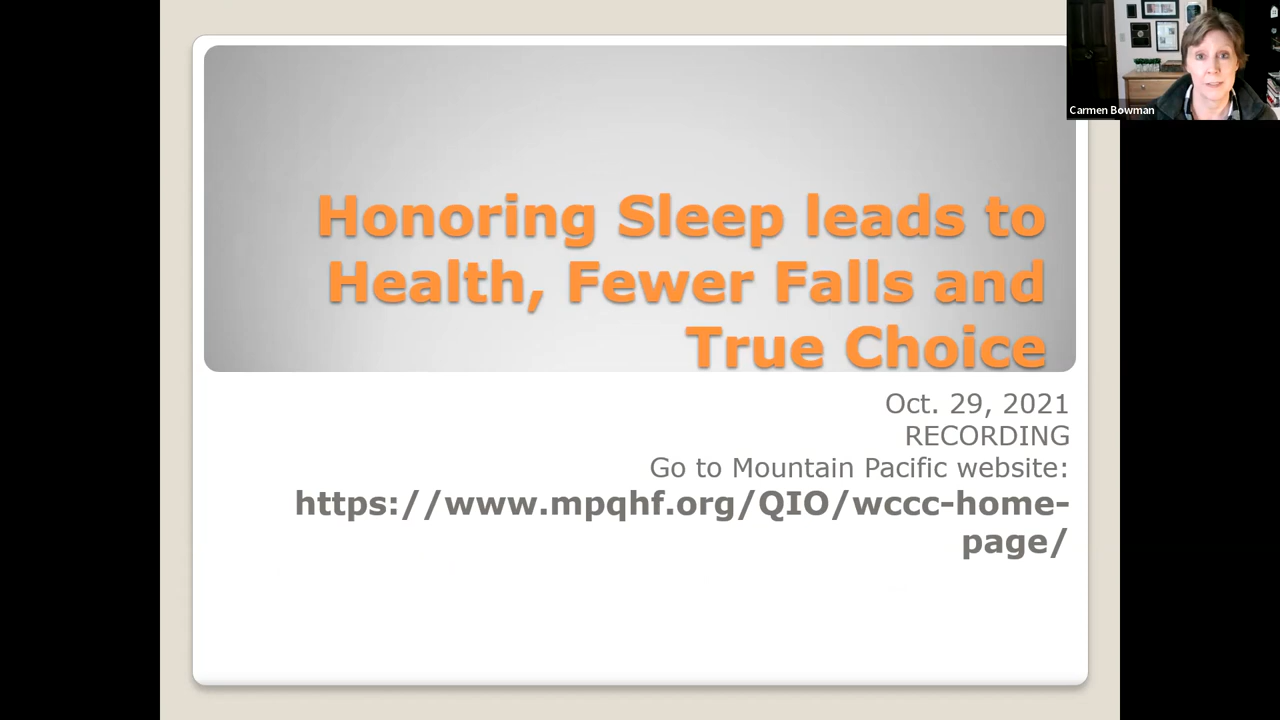 Carmen Bowman
Honoring Sleep leads to
Health, Fewer Falls and
True Choice
Oct. 29, 2021
RECORDING
Go to Mountain Pacific website:
https://www.mpqhf.org/QIO/wccc-home-
page/